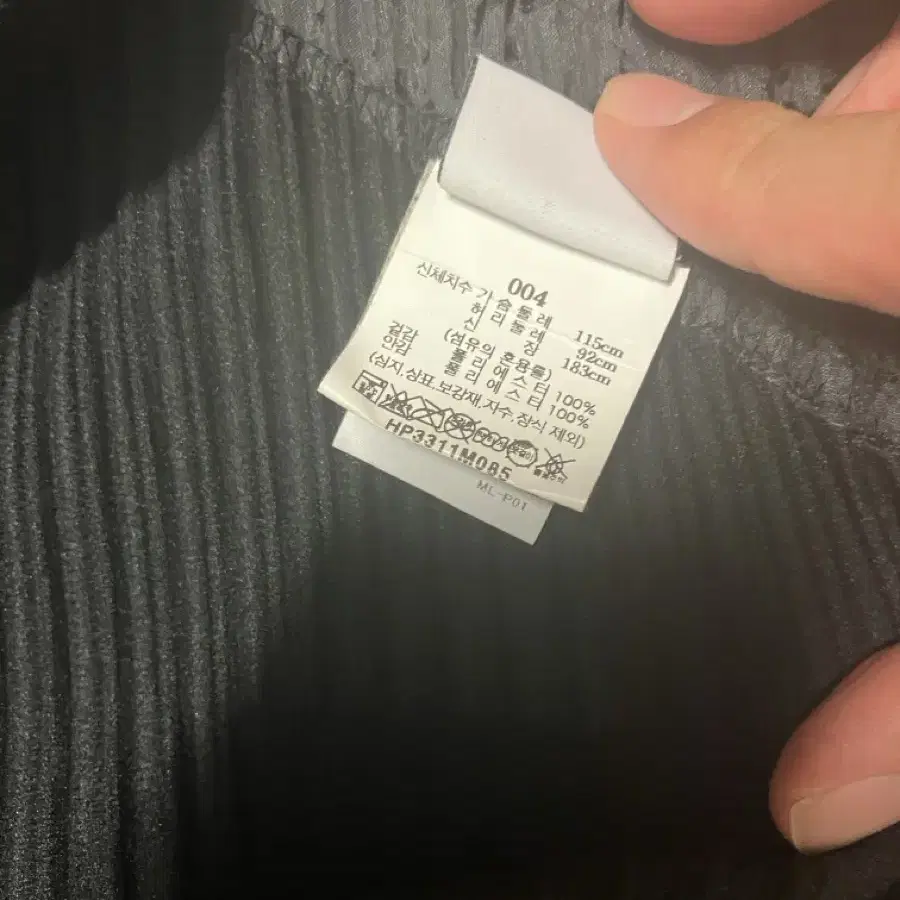 004
신체치수 가슴둘레 115cm
허리둘레 92cm
신장 183cm
(섬유의 혼용률)
겉감 폴리에스터 100%
안감 폴리에스터 100%
(심지,상표,보강재,자수,장식 제외)
HP3311M085
ML-P01